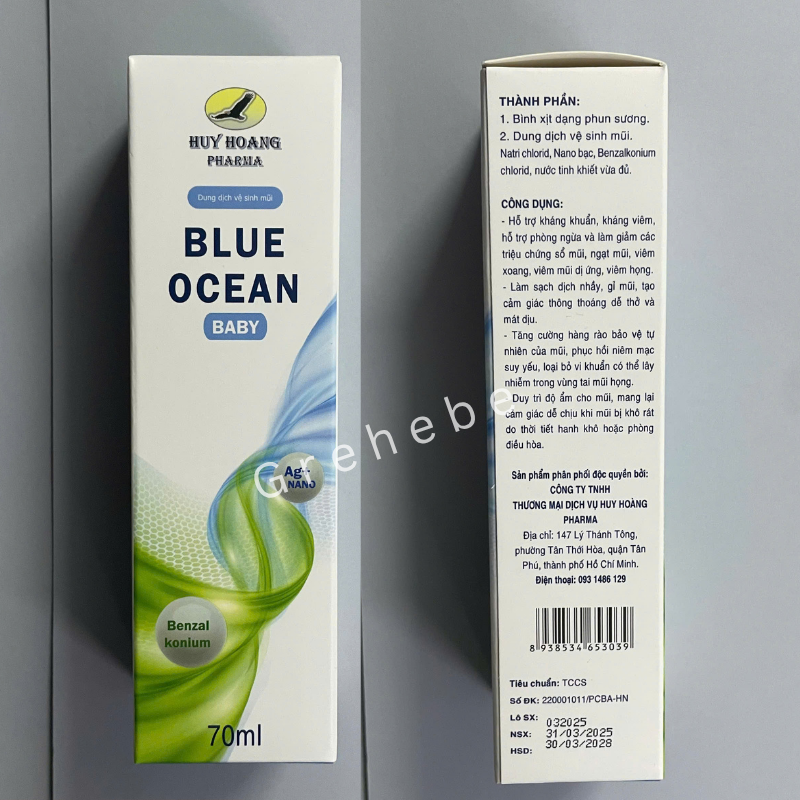 HUY HOANG
PHARMA
Dung dịch vệ sinh mũi
BLUE
OCEAN
BABY
Ag+
NANO
Benzal
konium
70ml
THÀNH PHẦN:
1. Bình xịt dạng phun sương.
2. Dung dịch vệ sinh mũi.
Natri chlorid, Nano bạc, Benzalkonium
chlorid, nước tinh khiết vừa đủ.
CÔNG DỤNG:
- Hỗ trợ kháng khuẩn, kháng viêm,
hỗ trợ phòng ngừa và làm giảm các
triệu chứng sổ mũi, ngạt mũi, viêm
xoang, viêm mũi dị ứng, viêm họng.
- Làm sạch dịch nhầy, gỉ mũi, tạo
cảm giác thông thoáng dễ thở và
mát dịu.
- Tăng cường hàng rào bảo vệ tự
nhiên của mũi, phục hồi niêm mạc
suy yếu, loại bỏ vi khuẩn có thể lây
nhiễm trong vùng tai mũi họng.
- Duy trì độ ẩm cho mũi, mang lại
cảm giác dễ chịu khi mũi bị khô rát
do thời tiết hanh khô hoặc phòng
điều hòa.
Sản phẩm phân phối độc quyền bởi:
CÔNG TY TNHH
THƯƠNG MẠI DỊCH VỤ HUY HOÀNG
PHARMA
Địa chỉ: 147 Lý Thánh Tông,
phường Tân Thới Hòa, quận Tân
Phú, thành phố Hồ Chí Minh.
Điện thoại: 093 1486 129
8 938534 653039
Tiêu chuẩn: TCCS
Số ĐK: 220001011/PCBA-HN
Lô SX: 032025
NSX: 31/03/2025
HSD: 30/03/2028
Grehebe